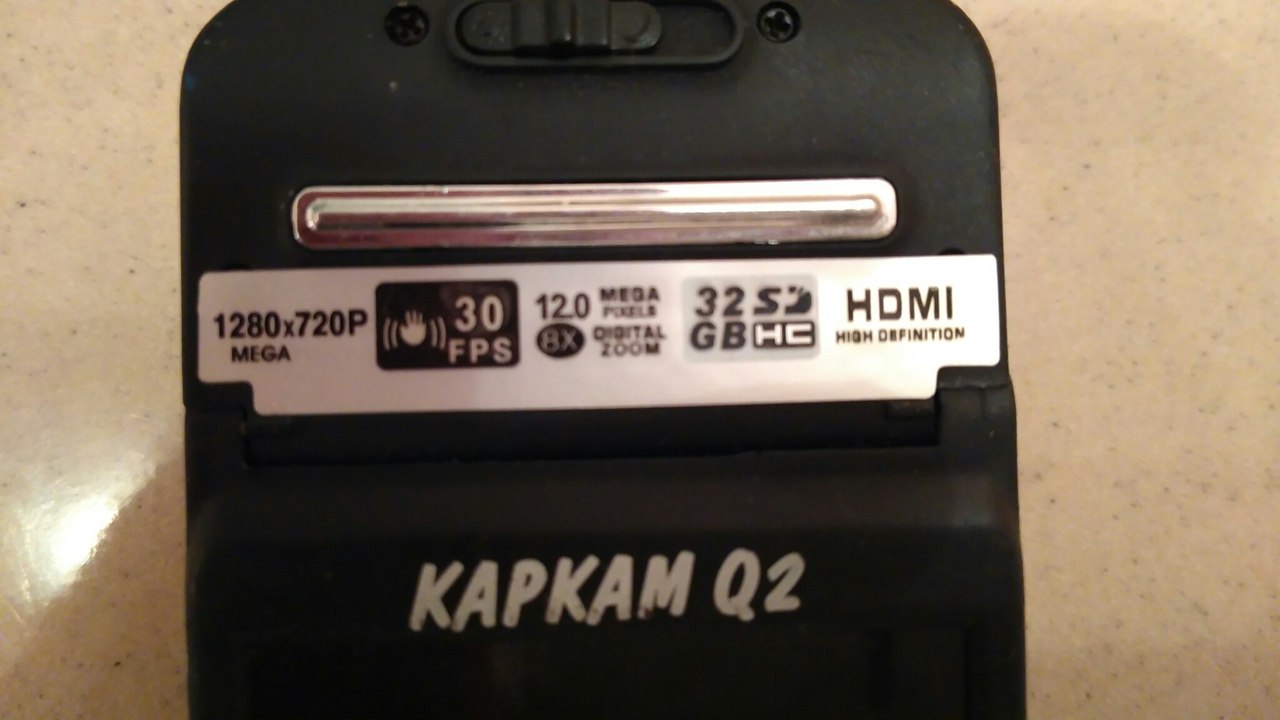 1280x720P
MEGA
30
FPS
12.0 MEGA
PIXELS
8X DIGITAL
ZOOM
32 SD
GB HC
HDMI
HIGH DEFINITION
КАРКАМ Q2